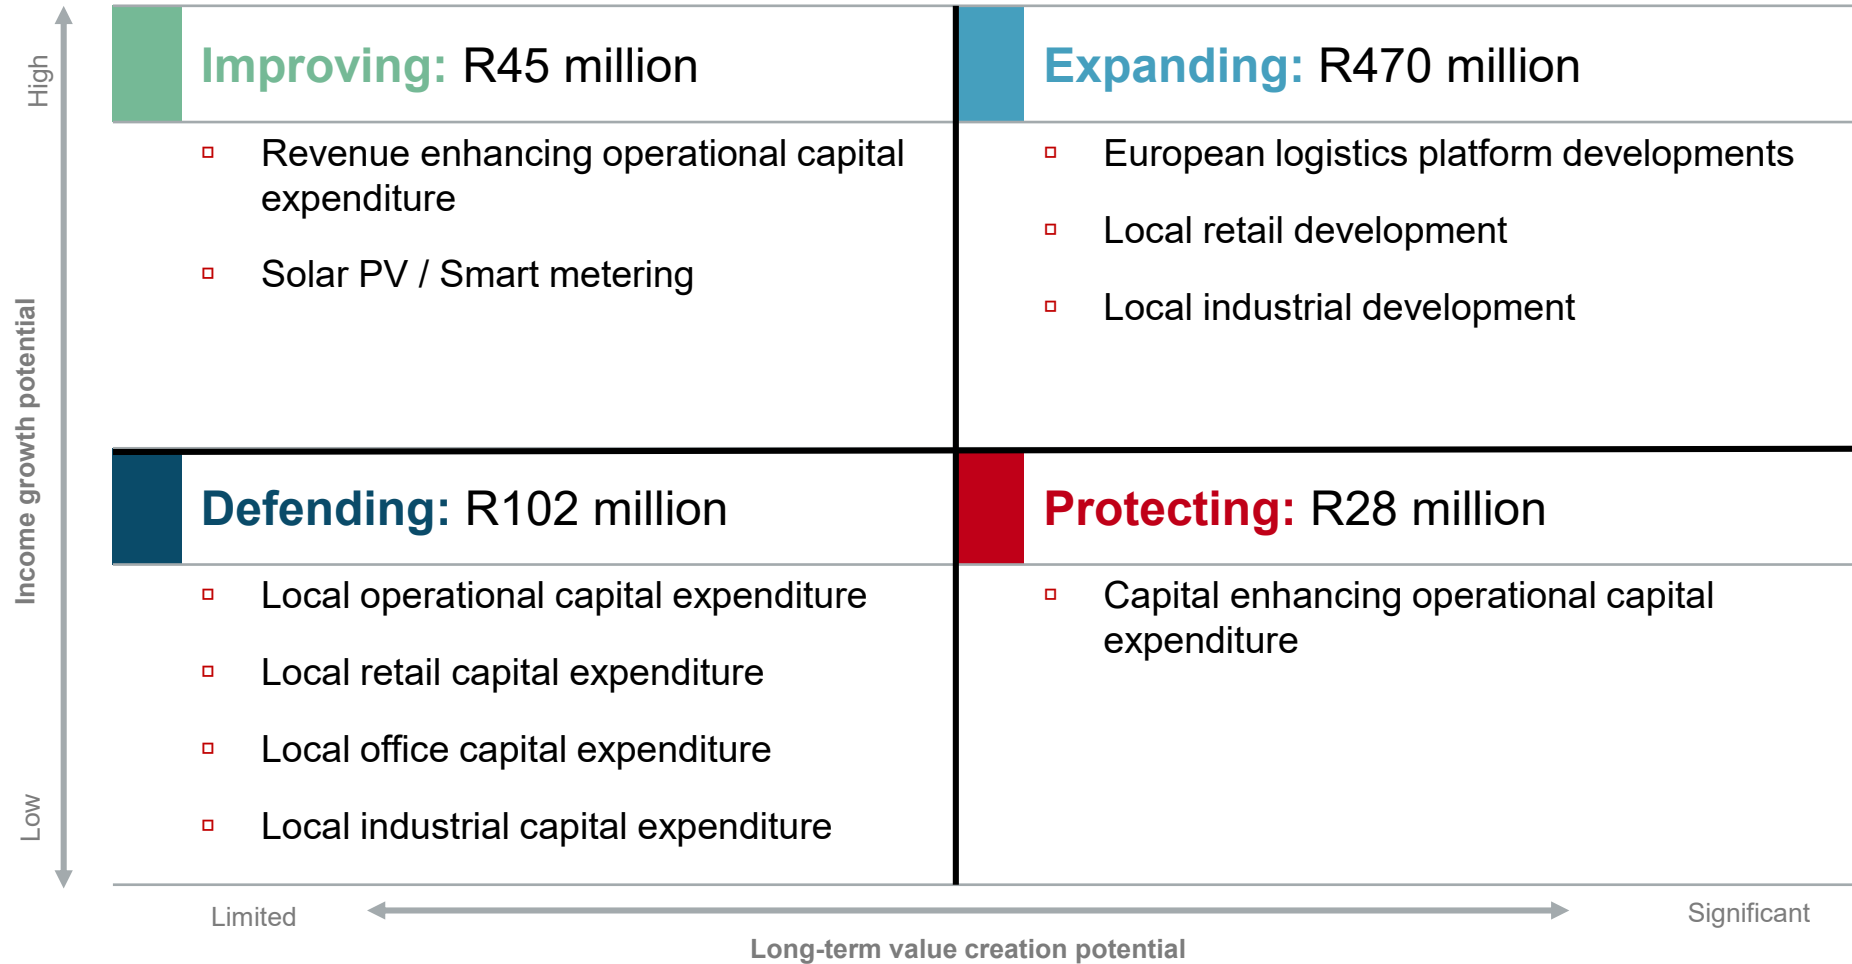 High
Income growth potential
Low
Improving: R45 million
Revenue enhancing operational capital
expenditure
Solar PV / Smart metering
Expanding: R470 million
European logistics platform developments
Local retail development
Local industrial development
Defending: R102 million
Local operational capital expenditure
Local retail capital expenditure
Local office capital expenditure
Local industrial capital expenditure
Protecting: R28 million
Capital enhancing operational capital
expenditure
Limited
Significant
Long-term value creation potential